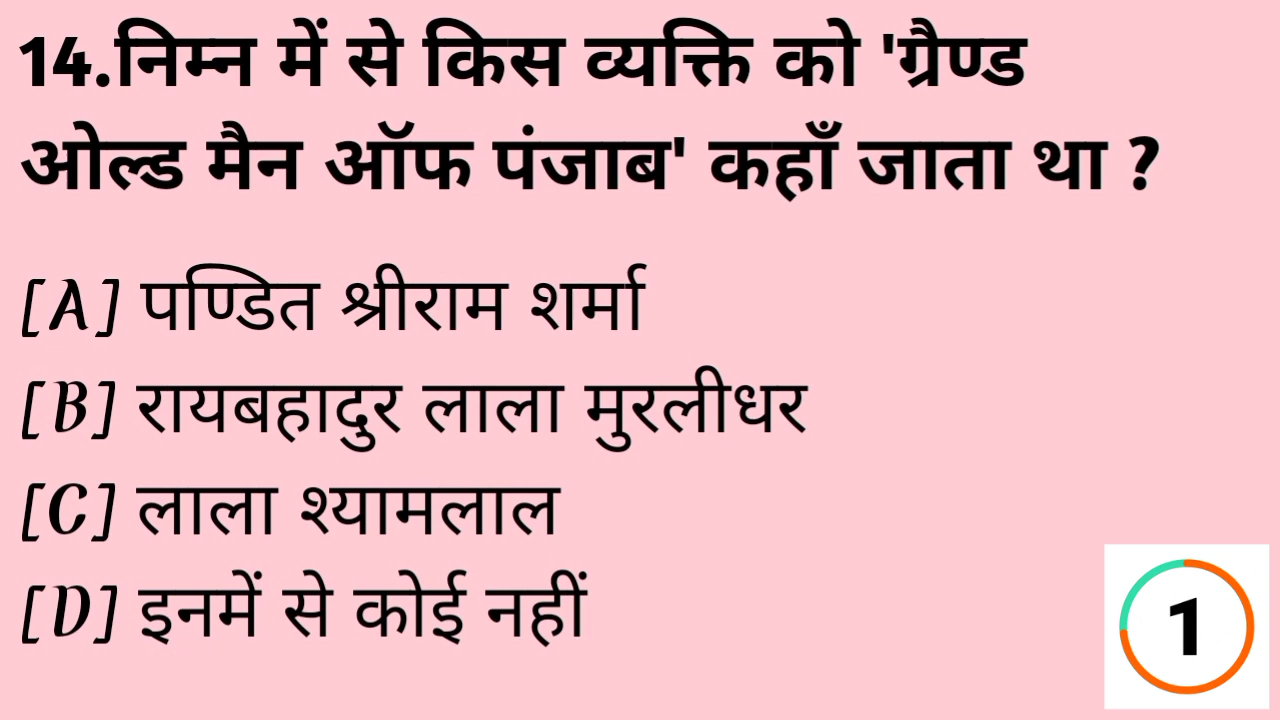 14.निम्न में से किस व्यक्ति को 'ग्रैण्ड
ओल्ड मैन ऑफ पंजाब' कहाँ जाता था ?
[A] पण्डित श्रीराम शर्मा
[B] रायबहादुर लाला मुरलीधर
[C] लाला श्यामलाल
[D] इनमें से कोई नहीं
1